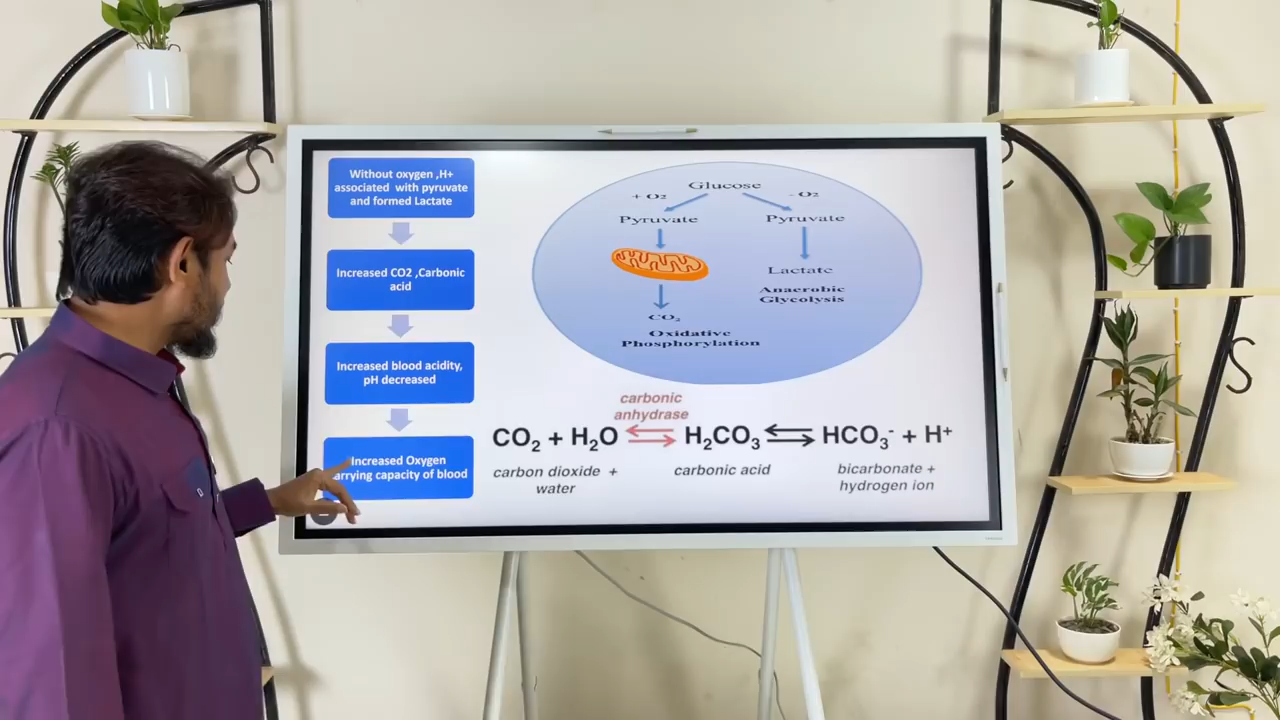 Without oxygen ,H+
associated with pyruvate
and formed Lactate
Increased CO2 ,Carbonic
acid
Increased blood acidity,
pH decreased
Increased Oxygen
arrying capacity of blood
Glucose
+ O₂
- O₂
Pyruvate
Pyruvate
Lactate
Anaerobic
Glycolysis
CO₂
Oxidative
Phosphorylation
carbonic
anhydrase
CO₂ + H₂O ⇌ H₂CO₃ ⇌ HCO₃⁻ + H⁺
carbon dioxide +
water
carbonic acid
bicarbonate +
hydrogen ion